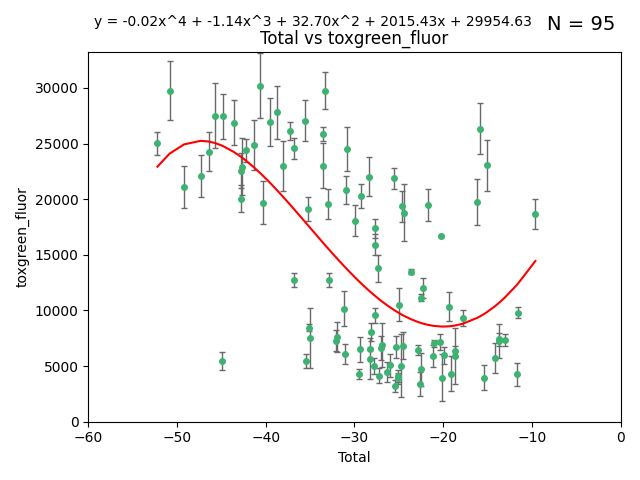 y = -0.02x^4 + -1.14x^3 + 32.70x^2 + 2015.43x + 29954.63 N = 95
Total vs toxgreen_fluor
30000
25000
20000
15000
10000
5000
0
toxgreen_fluor
−60 −50 −40 −30 −20 −10 0
Total